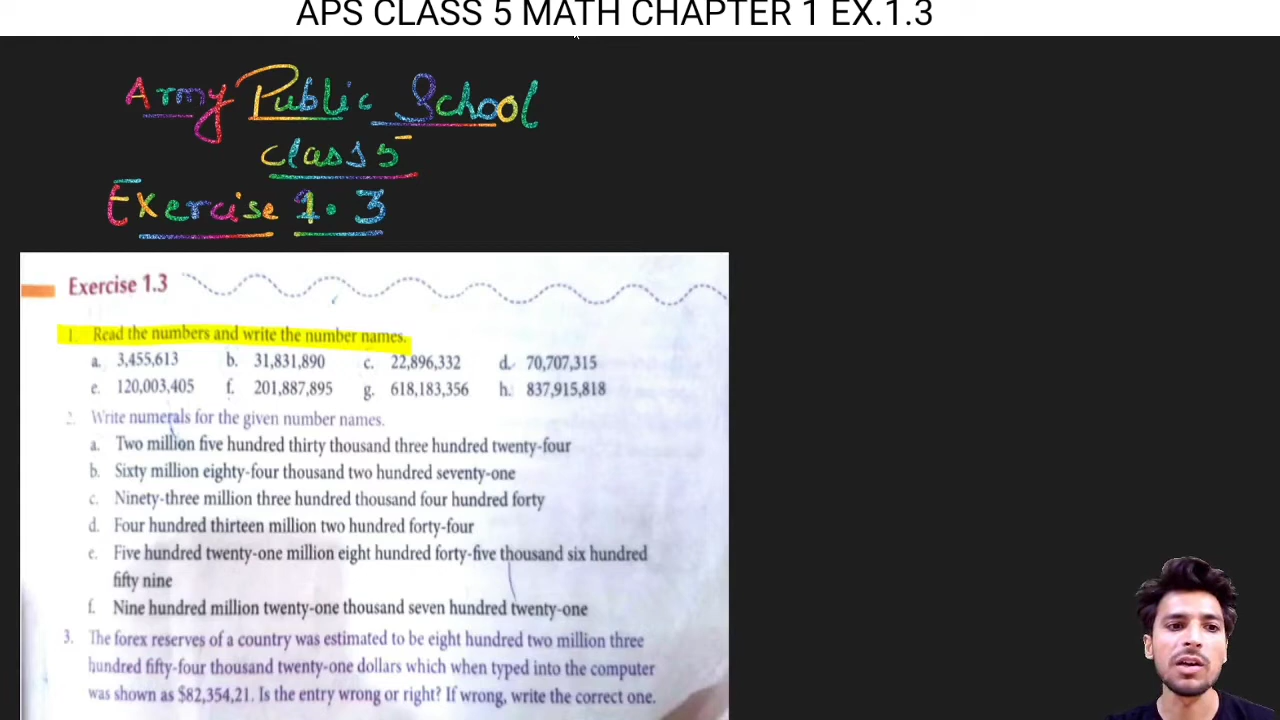 APS CLASS 5 MATH CHAPTER 1 EX.1.3
Army Public School
class 5
Exercise 1.3
Exercise 1.3
1. Read the numbers and write the number names.
a. 3,455,613 b. 31,831,890 c. 22,896,332 d. 70,707,315
e. 120,003,405 f. 201,887,895 g. 618,183,356 h. 837,915,818
2. Write numerals for the given number names.
a. Two million five hundred thirty thousand three hundred twenty-four
b. Sixty million eighty-four thousand two hundred seventy-one
c. Ninety-three million three hundred thousand four hundred forty
d. Four hundred thirteen million two hundred forty-four
e. Five hundred twenty-one million eight hundred forty-five thousand six hundred
fifty nine
f. Nine hundred million twenty-one thousand seven hundred twenty-one
3. The forex reserves of a country was estimated to be eight hundred two million three
hundred fifty-four thousand twenty-one dollars which when typed into the computer
was shown as $82,354,21. Is the entry wrong or right? If wrong, write the correct one.